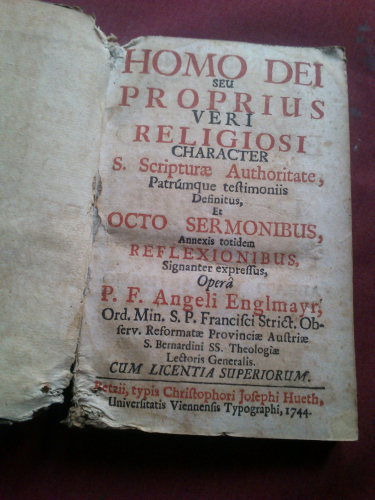 HOMO DEI
SEU
PROPRIUS
VERI
RELIGIOSI
CHARACTER
S. Scripturæ Authoritate,
Patrúmque testimoniis
Definitus,
Et
OCTO SERMONIBUS,
Annexis totidem
REFLEXIONIBUS,
Signanter expressus,
Operâ
P. F. Angeli Englmayr,
Ord. Min. S. P. Francisci Strict. Ob-
serv. Reformatæ Provinciæ Austriæ
S. Bernardini SS. Theologiæ
Lectoris Generalis.
CUM LICENTIA SUPERIORUM.
Retzii, typis Christophori Josephi Hueth,
Universitatis Viennensis Typographi, 1744.